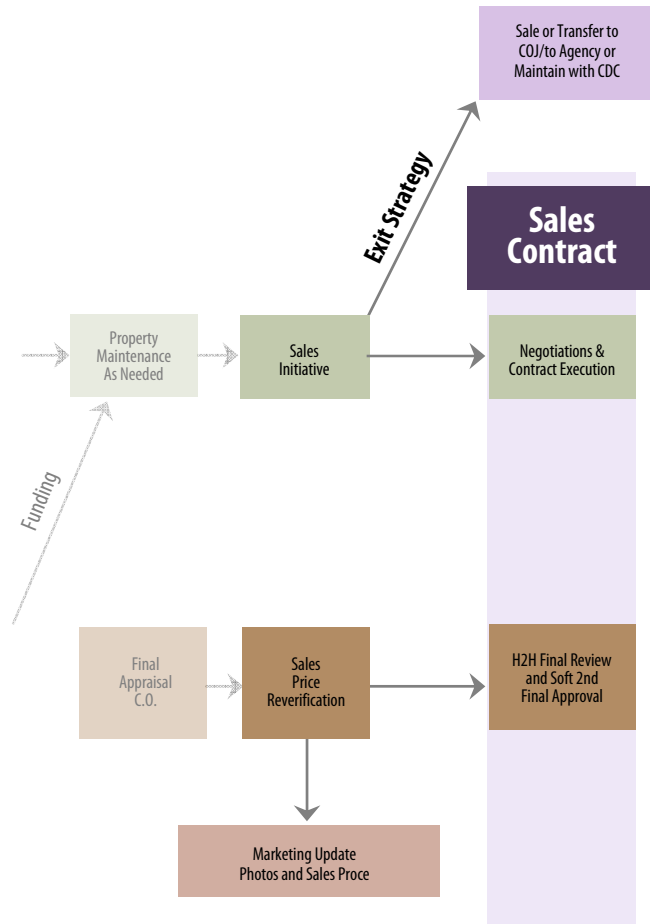 Sale or Transfer to
COJ/to Agency or
Maintain with CDC
Exit Strategy
Sales
Contract
Property
Maintenance
As Needed
Sales
Initiative
Negotiations &
Contract Execution
Funding
Final
Appraisal
C.O.
Sales
Price
Reverification
H2H Final Review
and Soft 2nd
Final Approval
Marketing Update
Photos and Sales Proce